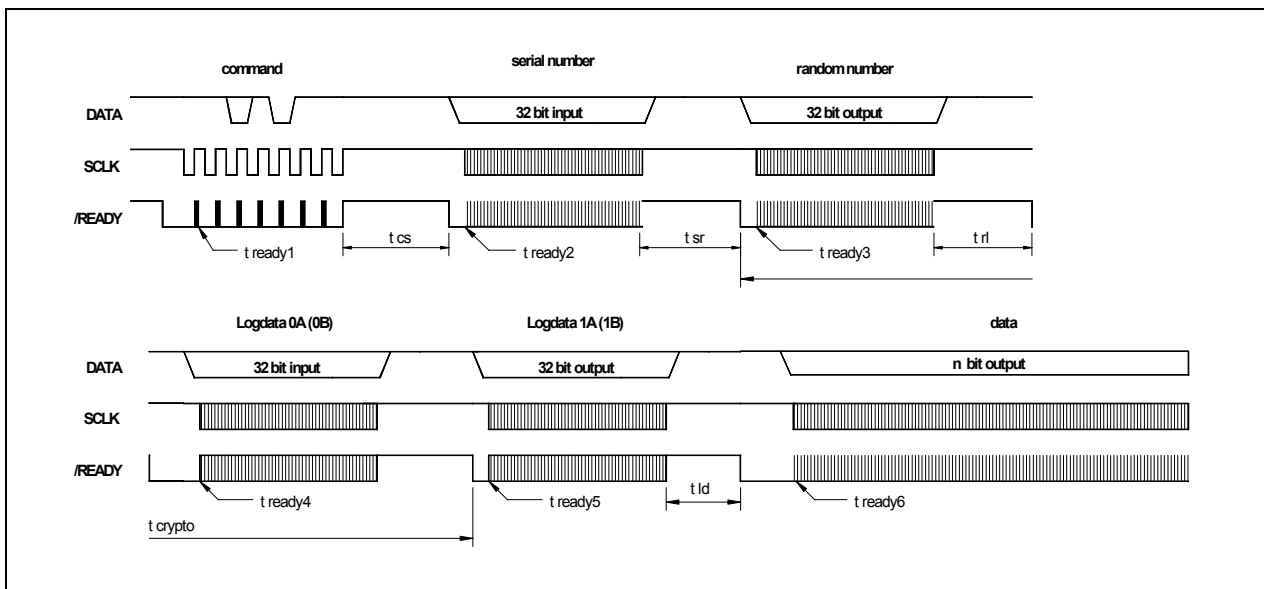 command
serial number
random number
DATA
32 bit input
32 bit output
SCLK
/READY
t ready1
t cs
t ready2
t sr
t ready3
t rl
Logdata 0A (0B)
Logdata 1A (1B)
data
DATA
32 bit input
32 bit output
n bit output
SCLK
/READY
t ready4
t ready5
t ld
t ready6
t crypto